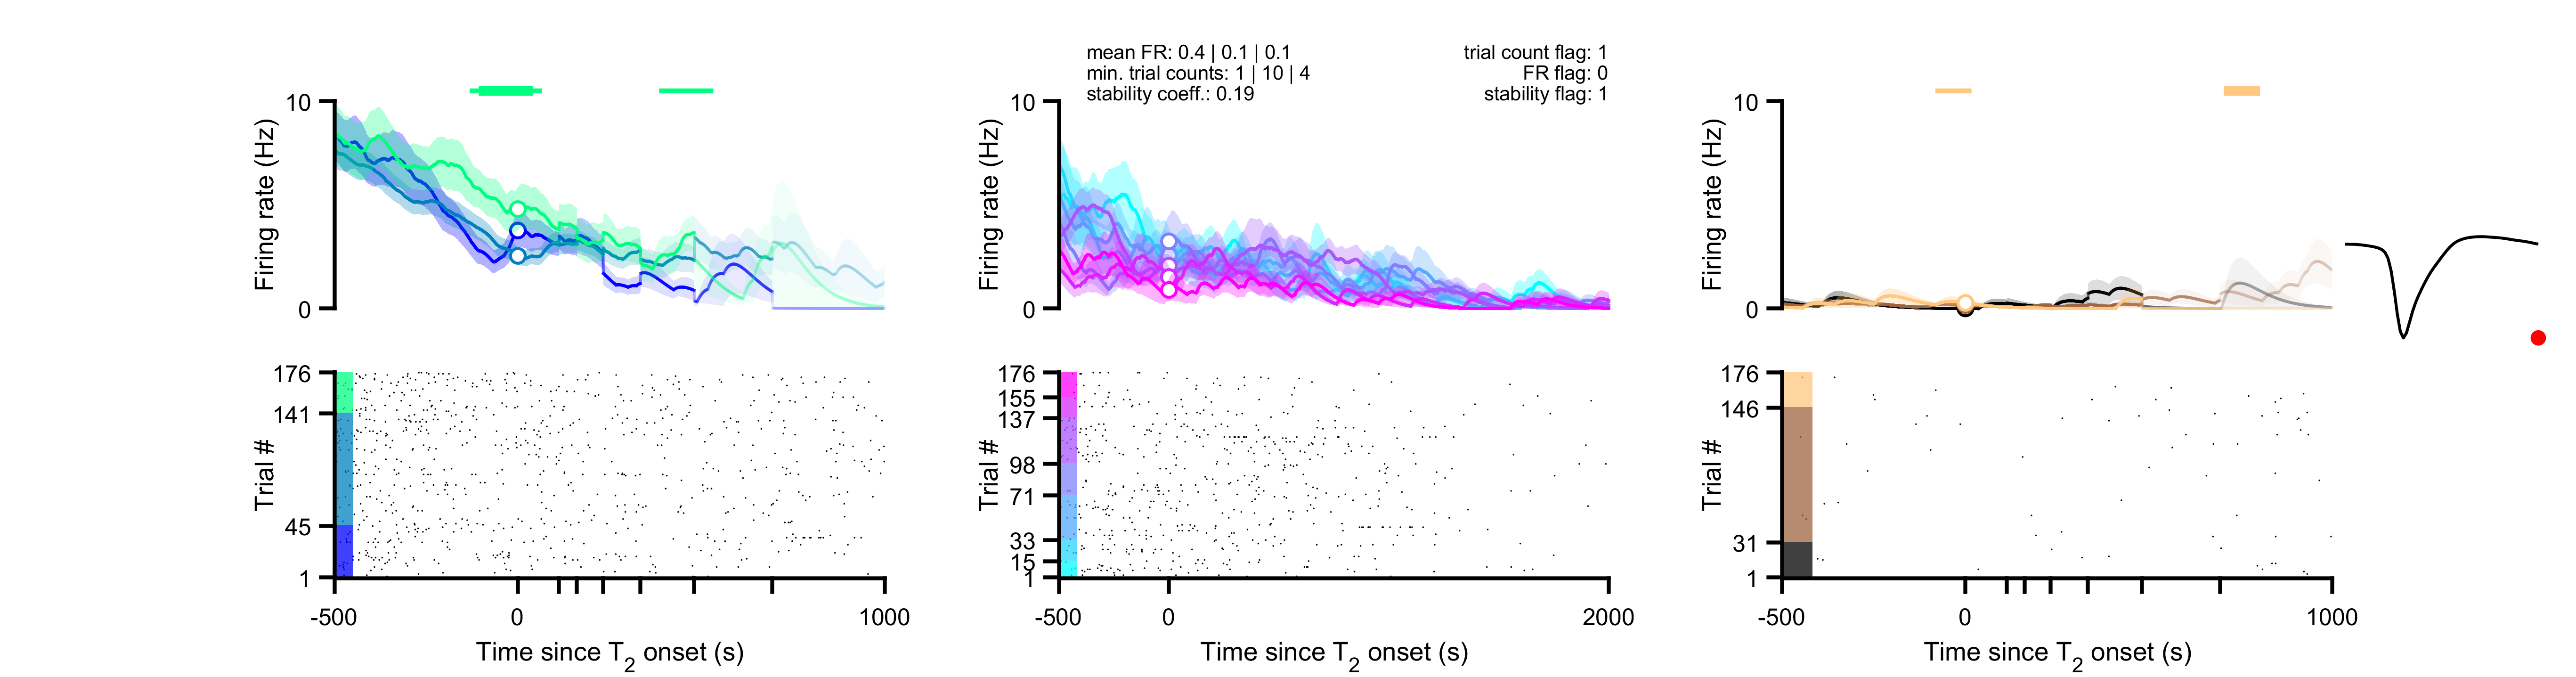 mean FR: 0.4 | 0.1 | 0.1
min. trial counts: 1 | 10 | 4
stability coeff.: 0.19
trial count flag: 1
FR flag: 0
stability flag: 1
10
Firing rate (Hz)
0
10
Firing rate (Hz)
0
10
Firing rate (Hz)
0
176
141
Trial #
45
1
-500
0
1000
Time since T2 onset (s)
176
155
137
Trial #
98
71
33
15
1
-500
0
2000
Time since T2 onset (s)
176
146
Trial #
31
1
-500
0
1000
Time since T2 onset (s)